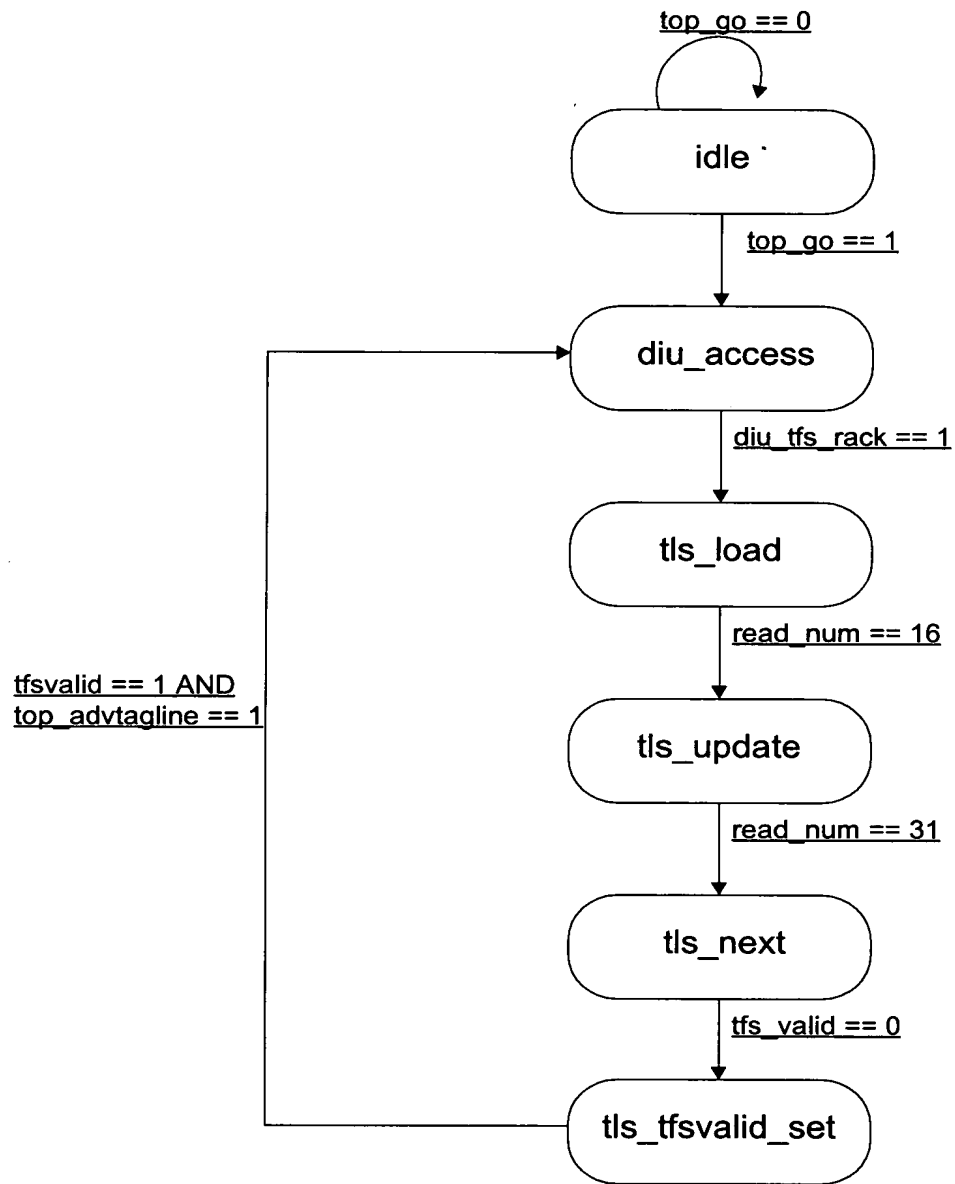 top_go == 0
idle
top_go == 1
diu_access
diu_tfs_rack == 1
tls_load
read_num == 16
tfsvalid == 1 AND
top_advtagline == 1
tls_update
read_num == 31
tls_next
tfs_valid == 0
tls_tfsvalid_set